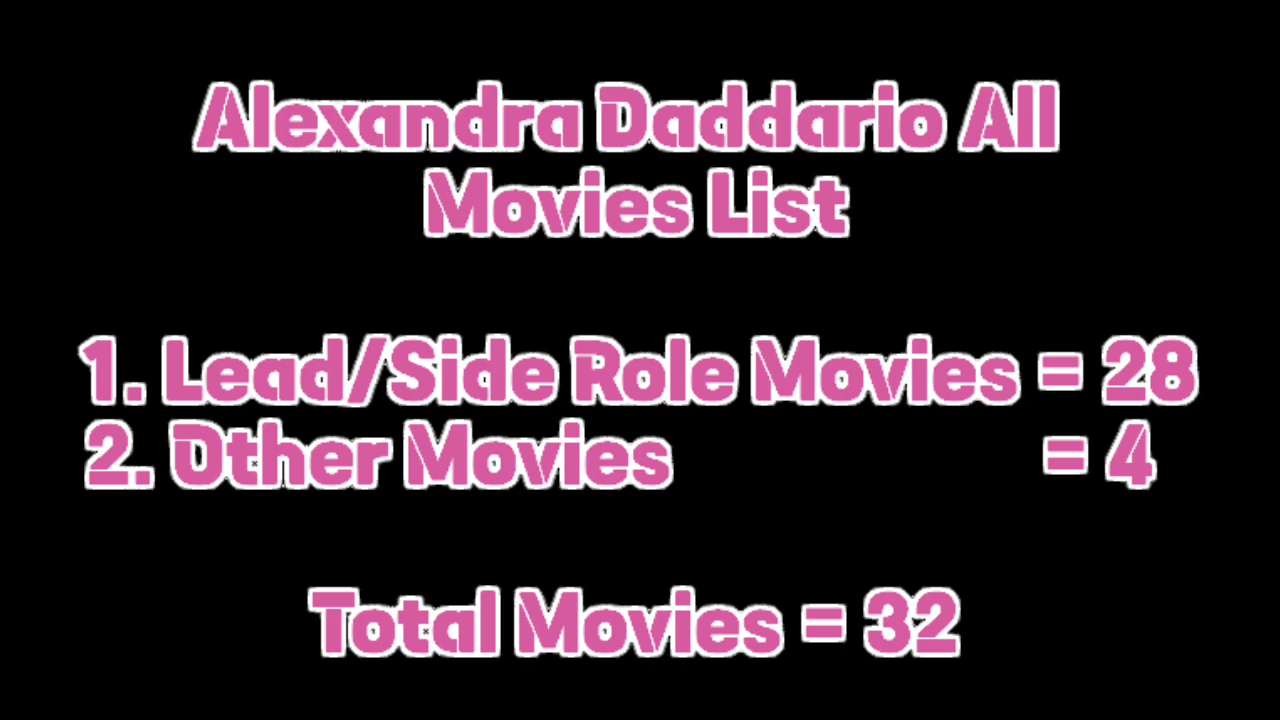 Alexandra Daddario All
Movies List
1. Lead/Side Role Movies = 28
2. Other Movies = 4
Total Movies = 32